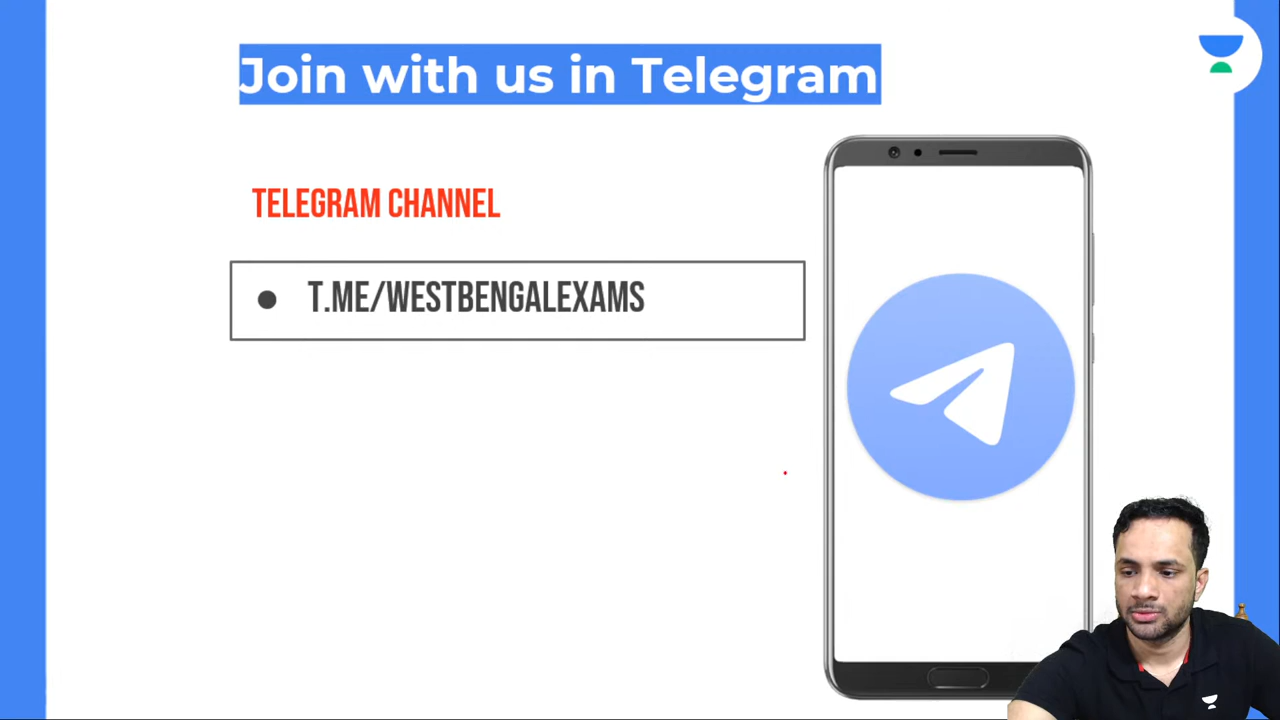 Join with us in Telegram
TELEGRAM CHANNEL
● T.ME/WESTBENGALEXAMS